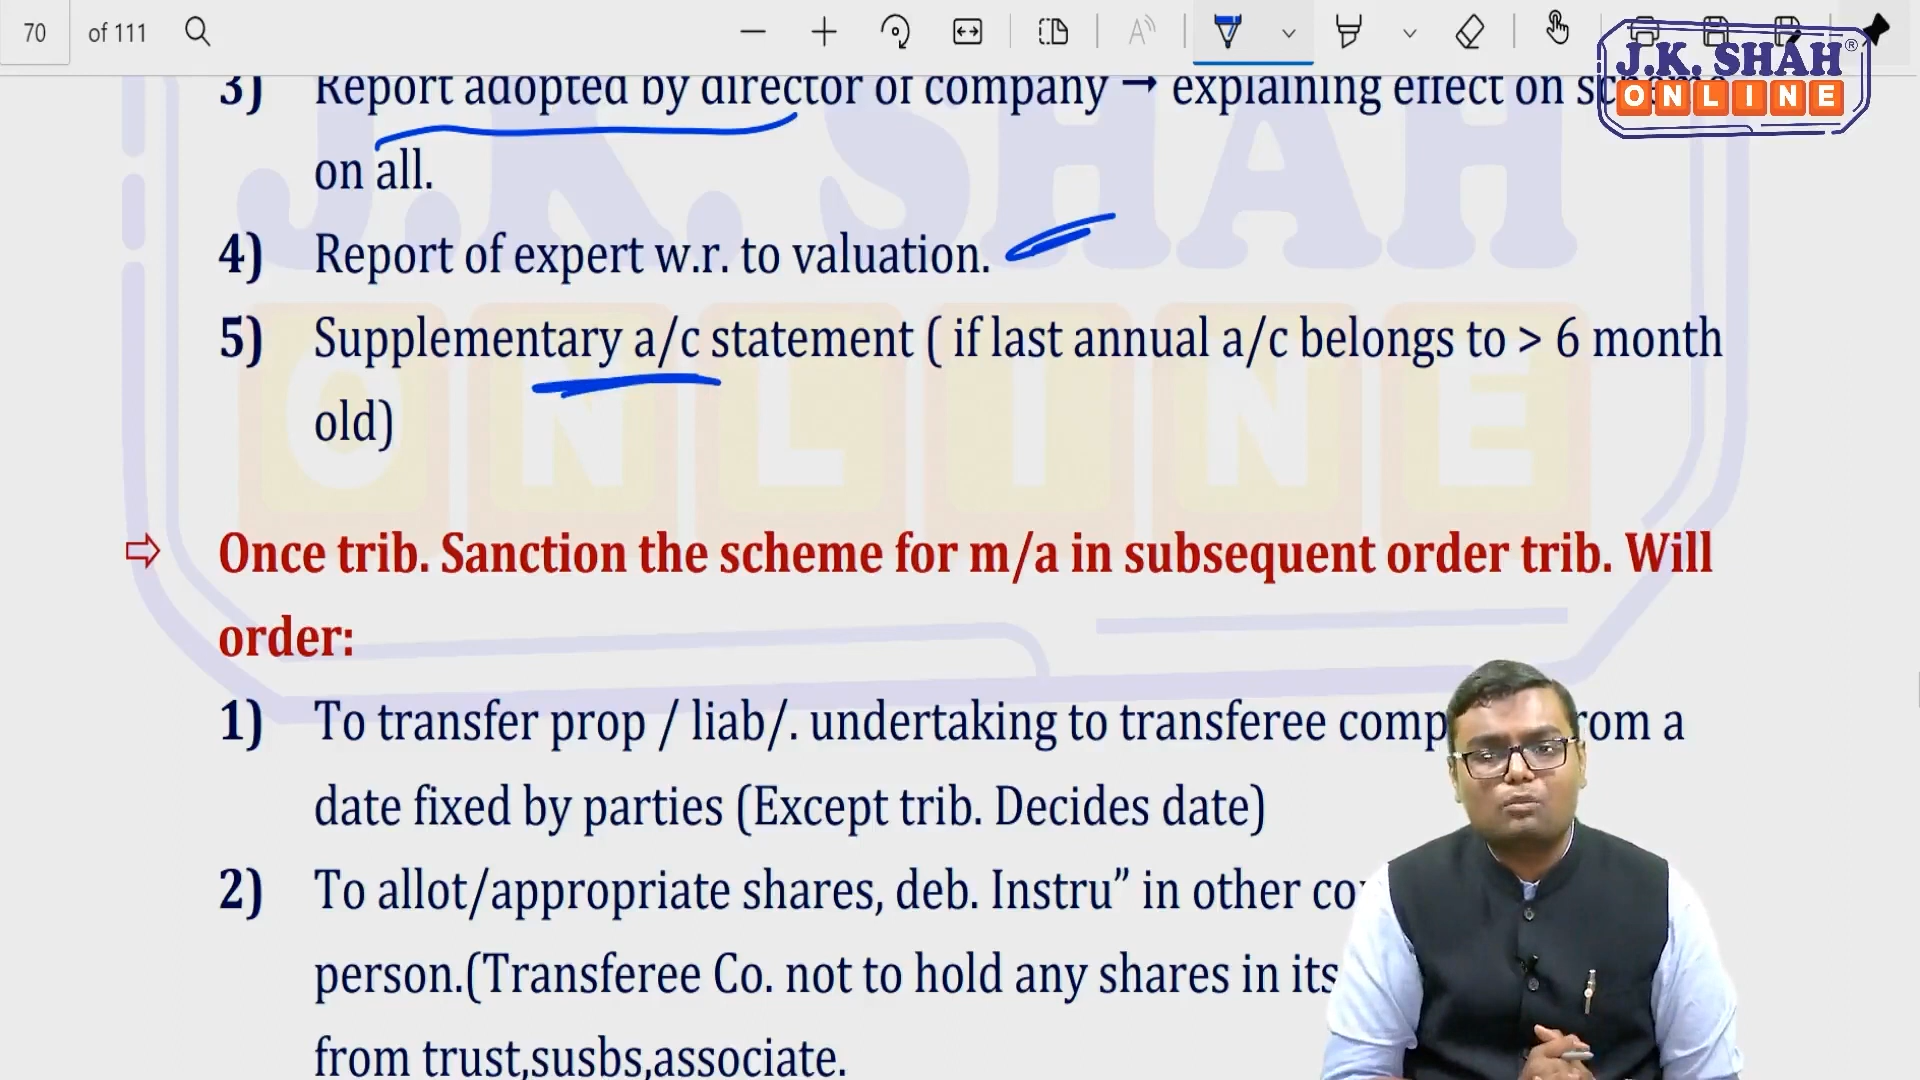 70 of 111
J.K. SHAH®
ONLINE
3) Report adopted by director of company → explaining effect on scheme
on all.
4) Report of expert w.r. to valuation.
5) Supplementary a/c statement ( if last annual a/c belongs to > 6 month
old)
⇨ Once trib. Sanction the scheme for m/a in subsequent order trib. Will
order:
1) To transfer prop / liab/. undertaking to transferee comp rom a
date fixed by parties (Except trib. Decides date)
2) To allot/appropriate shares, deb. Instru” in other co
person.(Transferee Co. not to hold any shares in its
from trust,susbs,associate.
J.K. SHAH
ONLINE